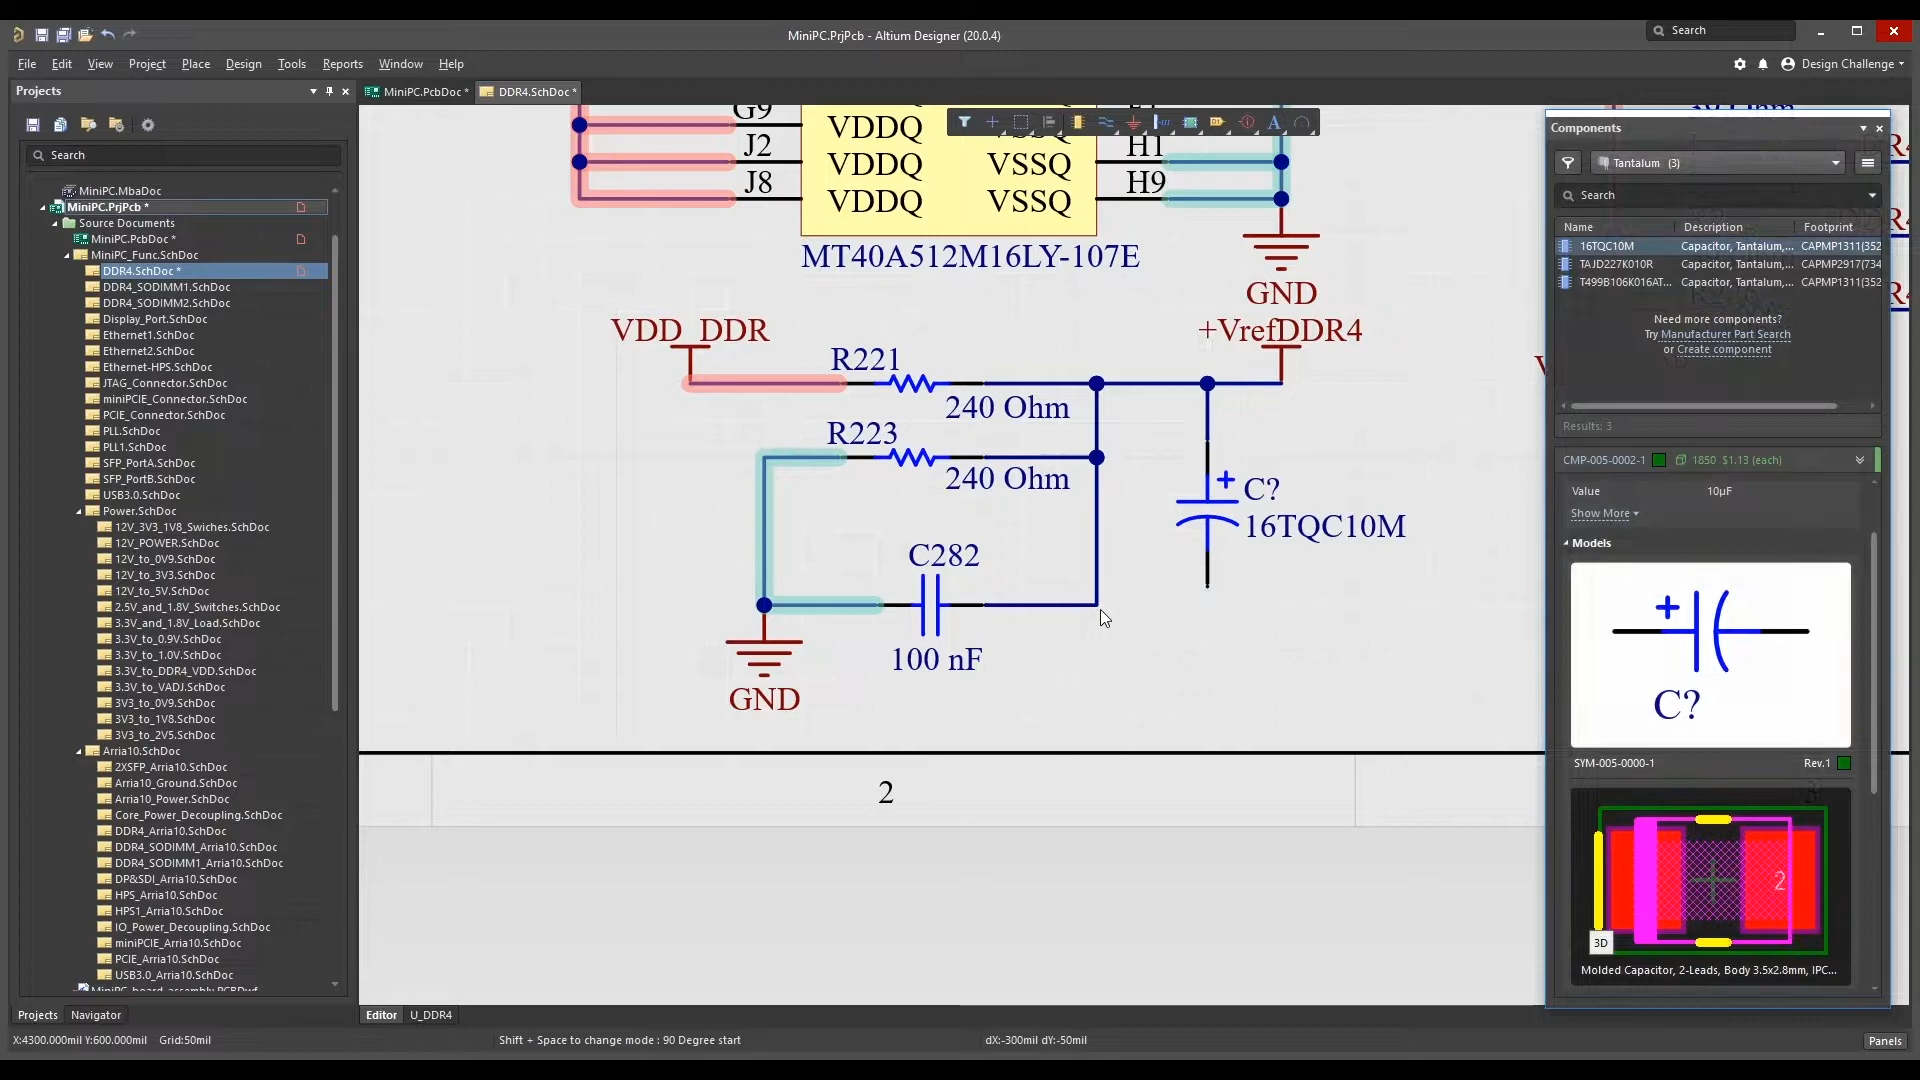 MiniPC.PrjPcb - Altium Designer (20.0.4)
Search
File Edit View Project Place Design Tools Reports Window Help
Design Challenge
Projects
MiniPC.PcbDoc *
DDR4.SchDoc *
Search
MiniPC.MbaDoc
MiniPC.PrjPcb *
Source Documents
MiniPC.PcbDoc *
MiniPC_Func.SchDoc
DDR4.SchDoc *
DDR4_SODIMM1.SchDoc
DDR4_SODIMM2.SchDoc
Display_Port.SchDoc
Ethernet1.SchDoc
Ethernet2.SchDoc
Ethernet-HPS.SchDoc
JTAG_Connector.SchDoc
miniPCIE_Connector.SchDoc
PCIE_Connector.SchDoc
PLL.SchDoc
PLL1.SchDoc
SFP_PortA.SchDoc
SFP_PortB.SchDoc
USB3.0.SchDoc
Power.SchDoc
12V_3V3_1V8_Swiches.SchDoc
12V_POWER.SchDoc
12V_to_0V9.SchDoc
12V_to_3V3.SchDoc
12V_to_5V.SchDoc
2.5V_and_1.8V_Switches.SchDoc
3.3V_and_1.8V_Load.SchDoc
3.3V_to_0.9V.SchDoc
3.3V_to_1.0V.SchDoc
3.3V_to_DDR4_VDD.SchDoc
3.3V_to_VADJ.SchDoc
3V3_to_0V9.SchDoc
3V3_to_1V8.SchDoc
3V3_to_2V5.SchDoc
Arria10.SchDoc
2XSFP_Arria10.SchDoc
Arria10_Ground.SchDoc
Arria10_Power.SchDoc
Core_Power_Decoupling.SchDoc
DDR4_Arria10.SchDoc
DDR4_SODIMM_Arria10.SchDoc
DDR4_SODIMM1_Arria10.SchDoc
DP&SDI_Arria10.SchDoc
HPS_Arria10.SchDoc
HPS1_Arria10.SchDoc
IO_Power_Decoupling.SchDoc
miniPCIE_Arria10.SchDoc
PCIE_Arria10.SchDoc
USB3.0_Arria10.SchDoc
MiniPC_board_assembly.PCBDwf
Projects Navigator
G9
J2
J8
VDDQ
VDDQ VSSQ
VDDQ VSSQ
H1
H9
MT40A512M16LY-107E
GND
VDD_DDR
+VrefDDR4
R221
240 Ohm
R223
240 Ohm
C?
16TQC10M
C282
100 nF
GND
2
Editor U_DDR4
Components
Tantalum (3)
Search
Name Description Footprint
16TQC10M Capacitor, Tantalum,... CAPMP1311(352
TAJD227K010R Capacitor, Tantalum,... CAPMP2917(734
T499B106K016AT... Capacitor, Tantalum,... CAPMP1311(352
Need more components?
Try Manufacturer Part Search
or Create component
Results: 3
CMP-005-0002-1 1850 $1.13 (each)
Value 10µF
Show More
Models
+
C?
SYM-005-0000-1 Rev.1
2
3D
Molded Capacitor, 2-Leads, Body 3.5x2.8mm, IPC...
X:4300.000mil Y:600.000mil Grid:50mil
Shift + Space to change mode : 90 Degree start
dX:-300mil dY:-50mil
Panels